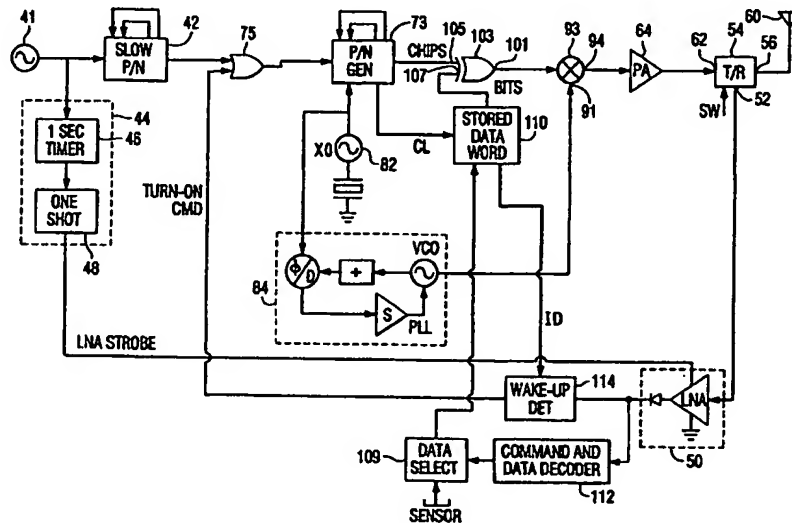 41
SLOW P/N
42
75
P/N GEN
73
CHIPS
105
107
103
101
BITS
93
94
91
64
PA
62
54
T/R
56
60
52
SW
44
1 SEC TIMER
46
ONE SHOT
48
TURN-ON CMD
X0
82
CL
STORED DATA WORD
110
84
Φ/D
÷
VCO
S
PLL
ID
LNA STROBE
WAKE-UP DET
114
LNA
50
109
DATA SELECT
COMMAND AND DATA DECODER
112
SENSOR